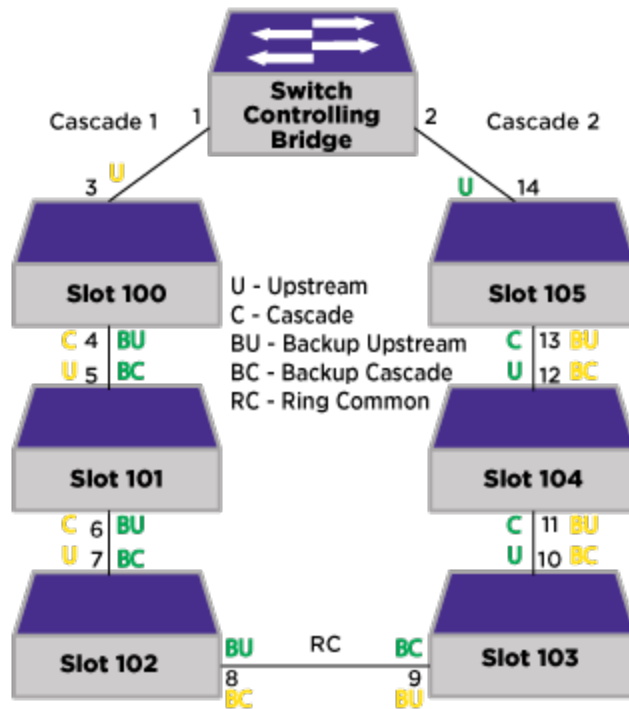 Switch
Controlling
Bridge
Cascade 1
1
2
Cascade 2
3
U
U
14
Slot 100
Slot 105
U - Upstream
C - Cascade
BU - Backup Upstream
BC - Backup Cascade
RC - Ring Common
C 4 BU
U 5 BC
C 13 BU
U 12 BC
Slot 101
Slot 104
C 6 BU
U 7 BC
C 11 BU
U 10 BC
Slot 102
Slot 103
BU RC BC
8 9
BC BU